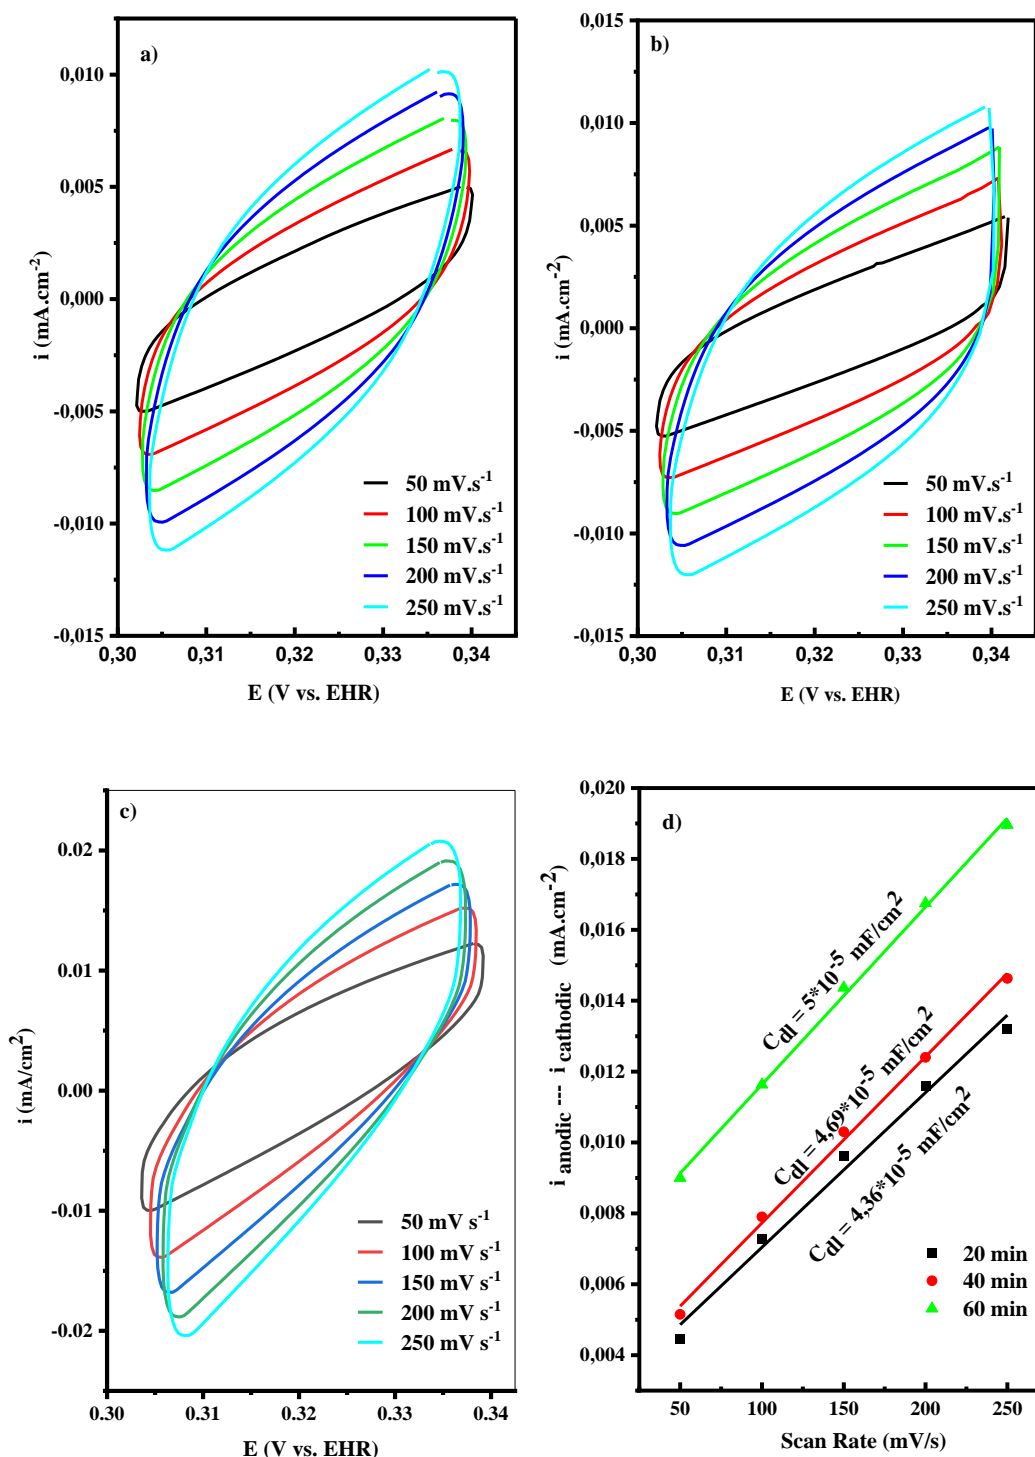 a)
0,010
0,005
0,000
-0,005
-0,010
-0,015
i (mA.cm-2)
50 mV.s-1
100 mV.s-1
150 mV.s-1
200 mV.s-1
250 mV.s-1
0,30 0,31 0,32 0,33 0,34
E (V vs. EHR)
b)
0,015
0,010
0,005
0,000
-0,005
-0,010
-0,015
i (mA.cm-2)
50 mV.s-1
100 mV.s-1
150 mV.s-1
200 mV.s-1
250 mV.s-1
0,30 0,31 0,32 0,33 0,34
E (V vs. EHR)
c)
0.02
0.01
0.00
-0.01
-0.02
i (mA/cm2)
50 mV s-1
100 mV s-1
150 mV s-1
200 mV s-1
250 mV s-1
0.30 0.31 0.32 0.33 0.34
E (V vs. EHR)
d)
0,020
0,018
0,016
0,014
0,012
0,010
0,008
0,006
0,004
i anodic ---- i cathodic (mA.cm-2)
Cdl = 5*10-5 mF/cm2
Cdl = 4,69*10-5 mF/cm2
Cdl = 4,36*10-5 mF/cm2
20 min
40 min
60 min
50 100 150 200 250
Scan Rate (mV/s)